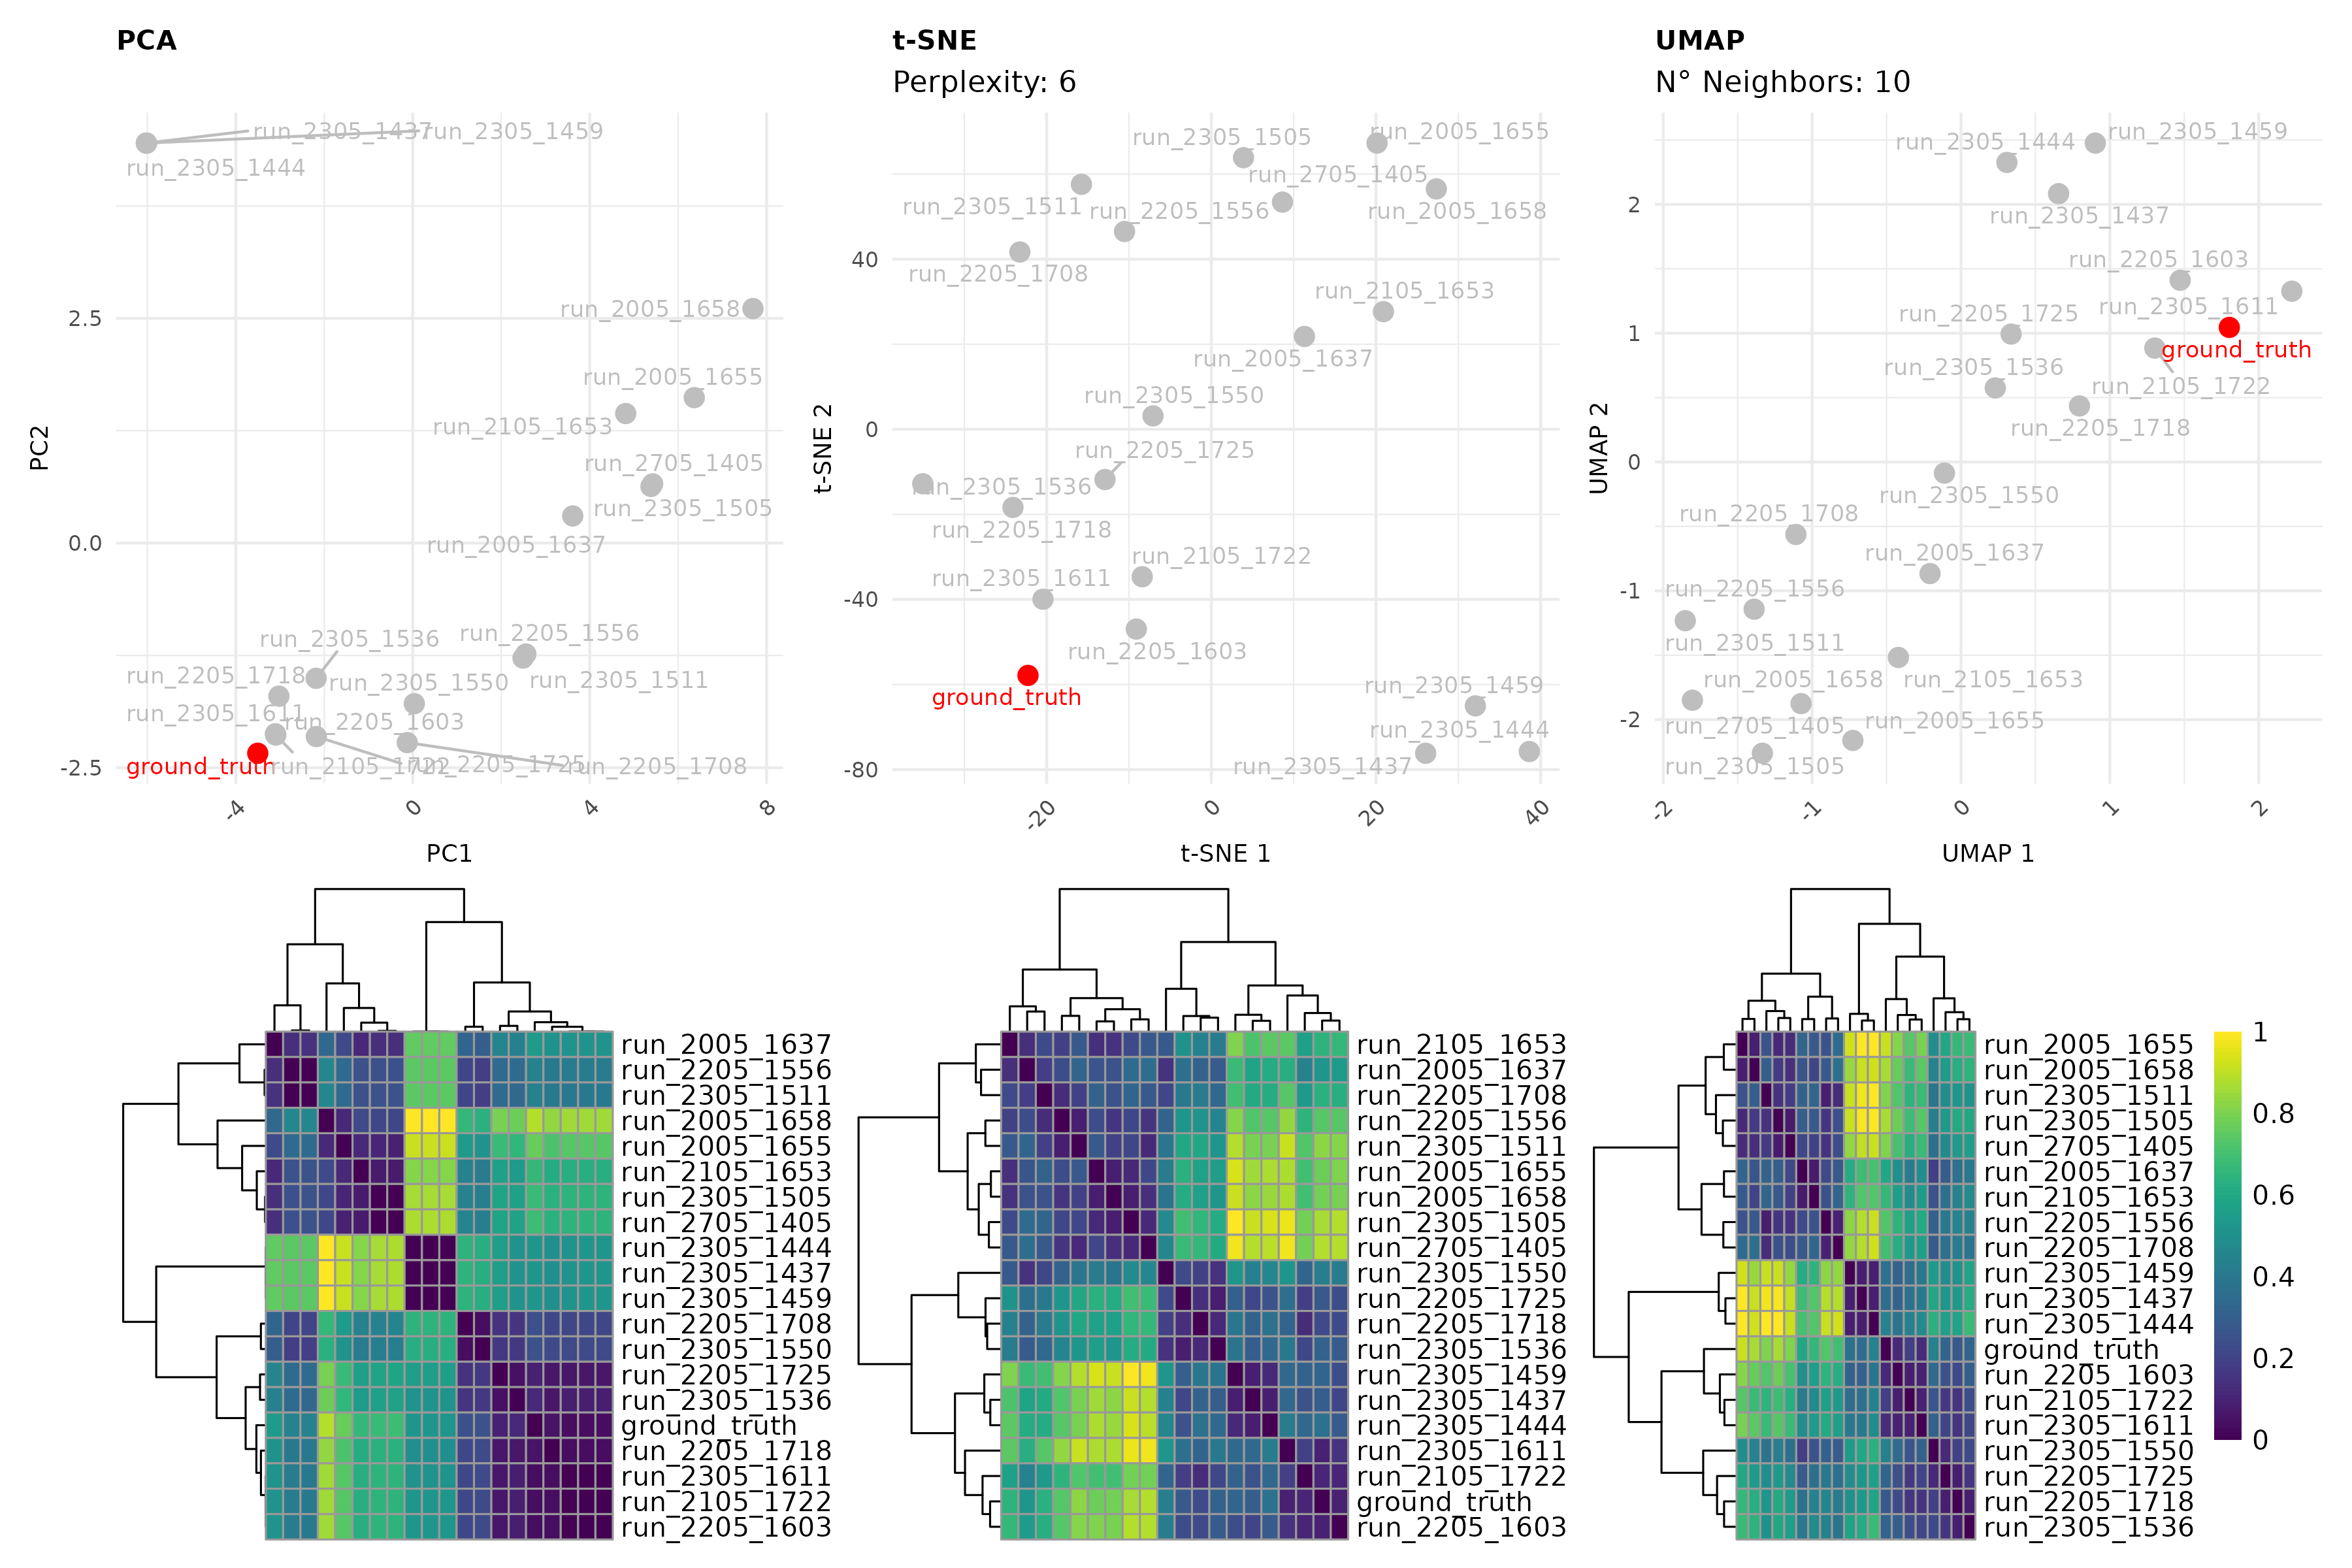 PCA
run_2305_1437
run_2305_1459
run_2305_1444
run_2005_1658
run_2005_1655
run_2105_1653
run_2705_1405
run_2305_1505
run_2005_1637
run_2305_1536
run_2205_1556
run_2205_1718
run_2305_1550
run_2305_1511
run_2305_1611
run_2205_1603
ground_truth
run_2105_1722
run_2205_1725
run_2205_1708
2.5
0.0
-2.5
-4
0
4
8
PC2
PC1
t-SNE
Perplexity: 6
run_2305_1505
run_2005_1655
run_2705_1405
run_2305_1511
run_2205_1556
run_2005_1658
run_2205_1708
run_2105_1653
run_2005_1637
run_2305_1550
run_2205_1725
run_2305_1536
run_2205_1718
run_2105_1722
run_2305_1611
run_2205_1603
ground_truth
run_2305_1459
run_2305_1444
run_2305_1437
40
0
-40
-80
-20
0
20
40
t-SNE 2
t-SNE 1
UMAP
N° Neighbors: 10
run_2305_1459
run_2305_1444
run_2305_1437
run_2205_1603
run_2305_1611
run_2205_1725
ground_truth
run_2305_1536
run_2105_1722
run_2205_1718
run_2305_1550
run_2205_1708
run_2005_1637
run_2205_1556
run_2305_1511
run_2005_1658
run_2105_1653
run_2705_1405
run_2005_1655
run_2305_1505
2
1
0
-1
-2
-2
-1
0
1
2
UMAP 2
UMAP 1
run_2005_1637
run_2205_1556
run_2305_1511
run_2005_1658
run_2005_1655
run_2105_1653
run_2305_1505
run_2705_1405
run_2305_1444
run_2305_1437
run_2305_1459
run_2205_1708
run_2305_1550
run_2205_1725
run_2305_1536
ground_truth
run_2205_1718
run_2305_1611
run_2105_1722
run_2205_1603
run_2105_1653
run_2005_1637
run_2205_1708
run_2205_1556
run_2305_1511
run_2005_1655
run_2005_1658
run_2305_1505
run_2705_1405
run_2305_1550
run_2205_1725
run_2205_1718
run_2305_1536
run_2305_1459
run_2305_1437
run_2305_1444
run_2305_1611
run_2105_1722
ground_truth
run_2205_1603
run_2005_1655
run_2005_1658
run_2305_1511
run_2305_1505
run_2705_1405
run_2005_1637
run_2105_1653
run_2205_1556
run_2205_1708
run_2305_1459
run_2305_1437
run_2305_1444
ground_truth
run_2205_1603
run_2105_1722
run_2305_1611
run_2305_1550
run_2205_1725
run_2205_1718
run_2305_1536
1
0.8
0.6
0.4
0.2
0